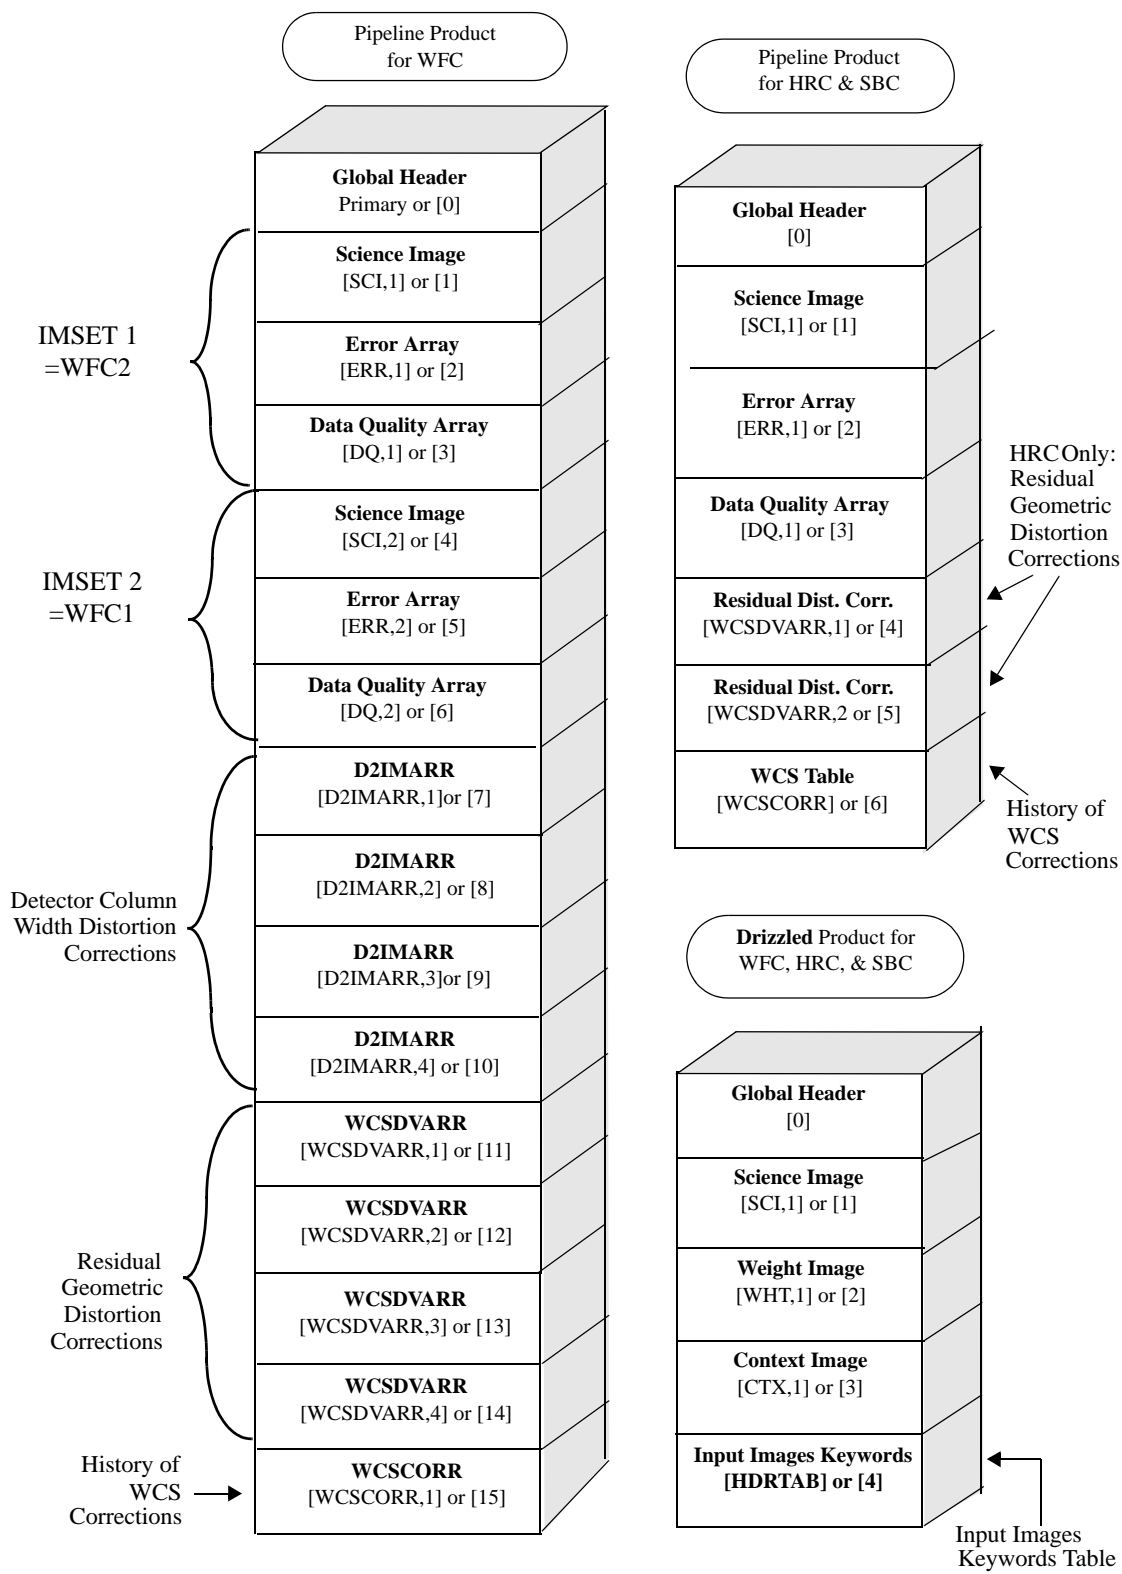 Pipeline Product
for WFC
Global Header
Primary or [0]
Science Image
[SCI,1] or [1]
Error Array
[ERR,1] or [2]
Data Quality Array
[DQ,1] or [3]
IMSET 1
=WFC2
Science Image
[SCI,2] or [4]
Error Array
[ERR,2] or [5]
Data Quality Array
[DQ,2] or [6]
IMSET 2
=WFC1
D2IMARR
[D2IMARR,1]or [7]
D2IMARR
[D2IMARR,2] or [8]
D2IMARR
[D2IMARR,3]or [9]
D2IMARR
[D2IMARR,4] or [10]
Detector Column
Width Distortion
Corrections
WCSDVARR
[WCSDVARR,1] or [11]
WCSDVARR
[WCSDVARR,2] or [12]
WCSDVARR
[WCSDVARR,3] or [13]
WCSDVARR
[WCSDVARR,4] or [14]
Residual
Geometric
Distortion
Corrections
WCSCORR
[WCSCORR,1] or [15]
History of
WCS
Corrections
Pipeline Product
for HRC & SBC
Global Header
[0]
Science Image
[SCI,1] or [1]
Error Array
[ERR,1] or [2]
Data Quality Array
[DQ,1] or [3]
Residual Dist. Corr.
[WCSDVARR,1] or [4]
Residual Dist. Corr.
[WCSDVARR,2 or [5]
WCS Table
[WCSCORR] or [6]
HRC Only:
Residual
Geometric
Distortion
Corrections
History of
WCS
Corrections
Drizzled Product for
WFC, HRC, & SBC
Global Header
[0]
Science Image
[SCI,1] or [1]
Weight Image
[WHT,1] or [2]
Context Image
[CTX,1] or [3]
Input Images Keywords
[HDRTAB] or [4]
Input Images
Keywords Table